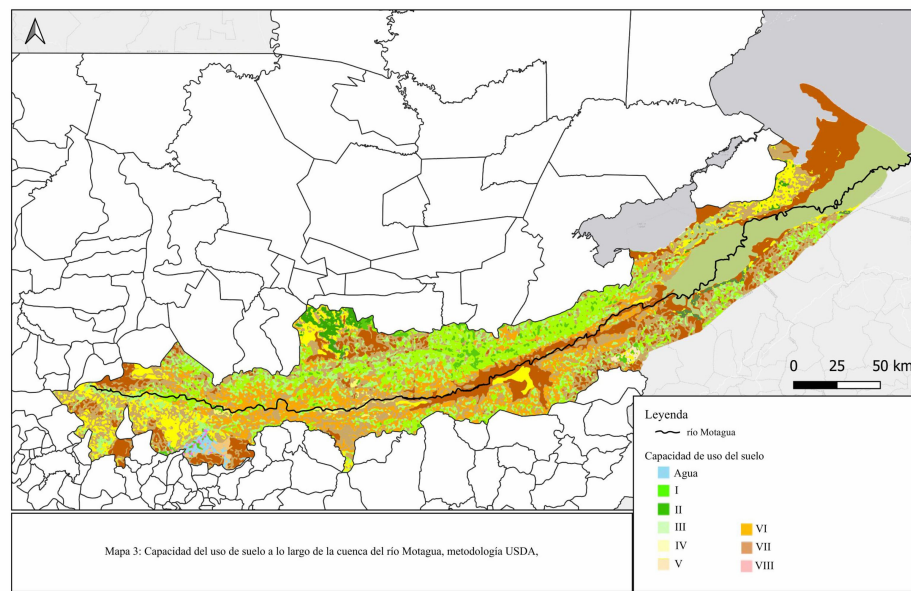 0 25 50 km
Leyenda
río Motagua
Capacidad de uso del suelo
Agua
I
II
III
IV
V
VI
VII
VIII
Mapa 3: Capacidad del uso de suelo a lo largo de la cuenca del río Motagua, metodología USDA,